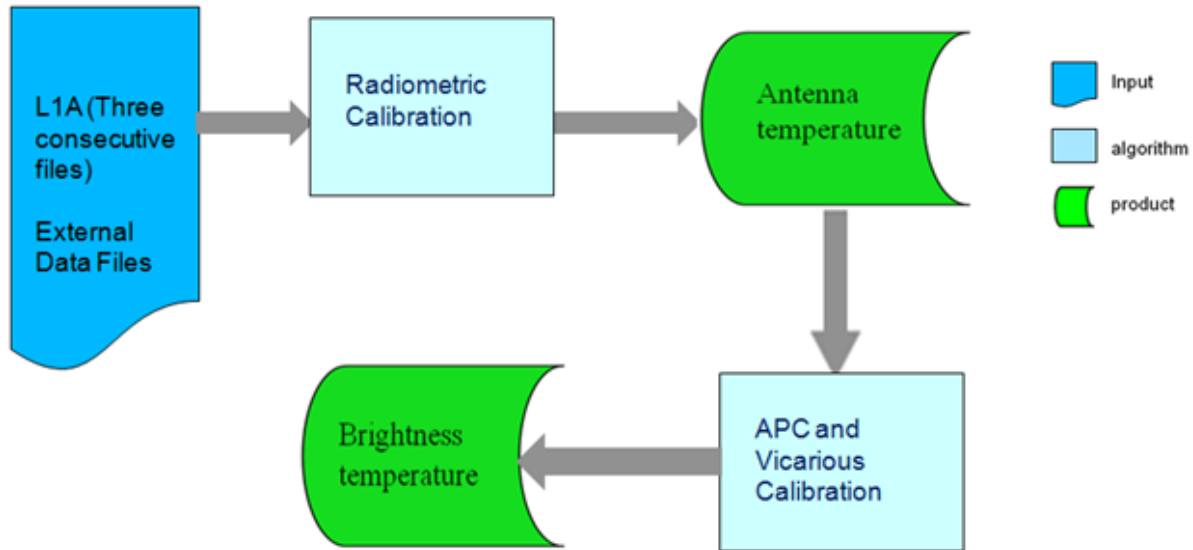 L1A (Three
consecutive
files)
External
Data Files
Radiometric
Calibration
Antenna
temperature
Input
algorithm
product
APC and
Vicarious
Calibration
Brightness
temperature